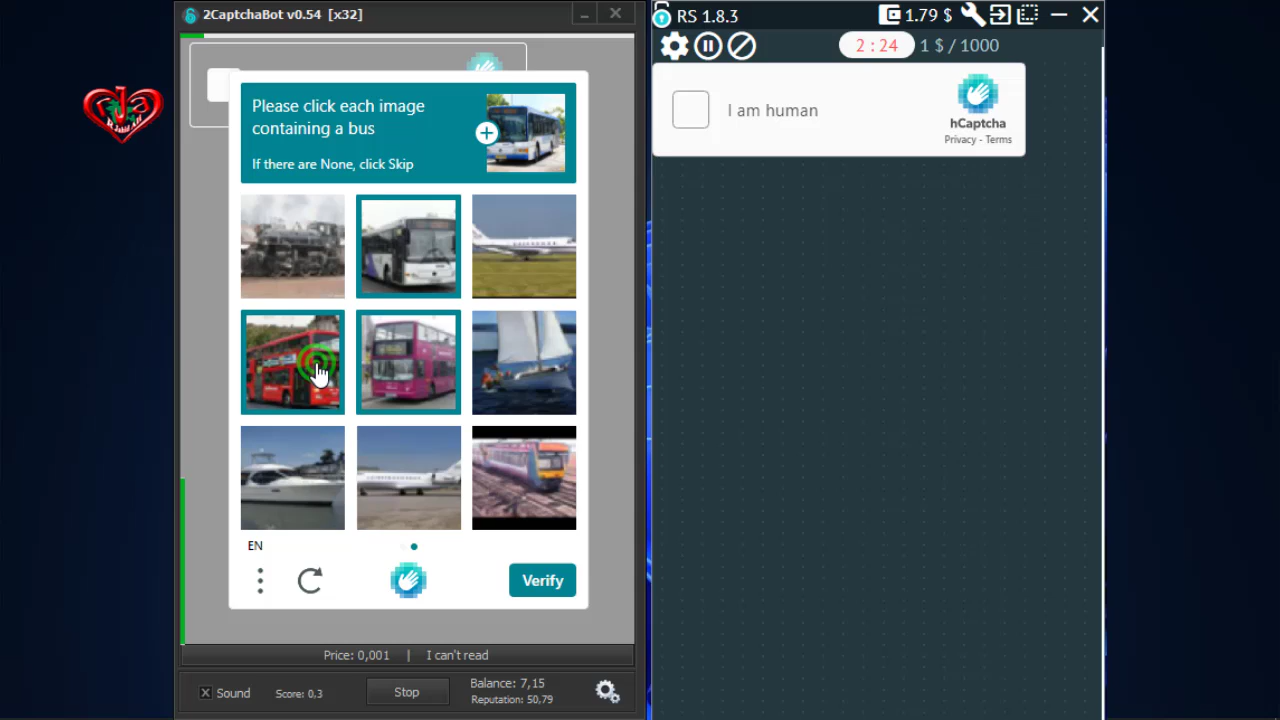 2CaptchaBot v0.54 [x32]
Please click each image
containing a bus
If there are None, click Skip
EN
Verify
Price: 0,001 | I can't read
Sound
Score: 0,3
Stop
Balance: 7,15
Reputation: 50,79
RS 1.8.3
1.79 $
2 : 24
1 $ / 1000
I am human
hCaptcha
Privacy - Terms